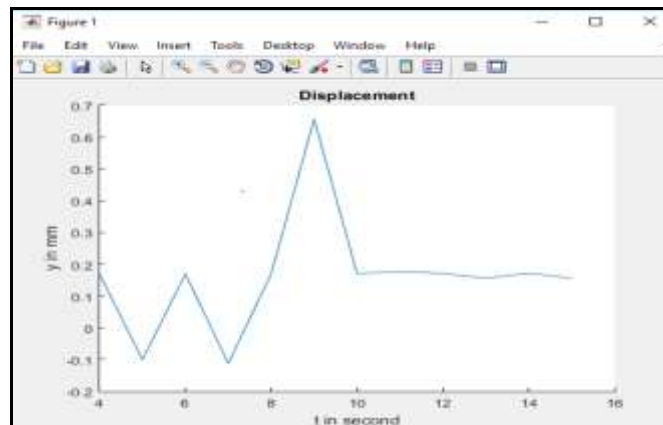 Figure 1
File Edit View Insert Tools Desktop Window Help
Displacement
0.7
0.6
0.5
0.4
0.3
0.2
0.1
0
-0.1
-0.2
y in mm
4 6 8 10 12 14 16
t in second